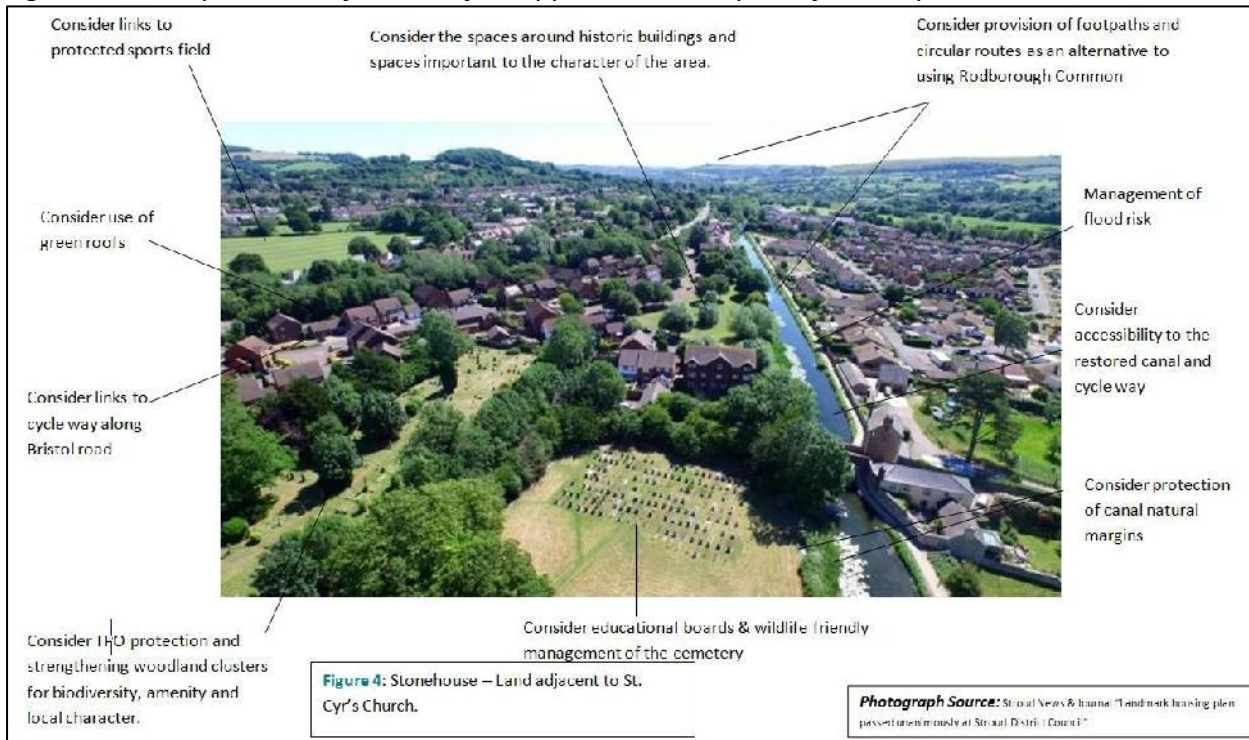 Consider links to
protected sports field
Consider the spaces around historic buildings and
spaces important to the character of the area.
Consider provision of footpaths and
circular routes as an alternative to
using Rodborough Common
Consider use of
green roofs
Management of
flood risk
Consider
accessibility to the
restored canal and
cycle way
Consider links to
cycle way along
Bristol road
Consider protection
of canal natural
margins
Consider TPO protection and
strengthening woodland clusters
for biodiversity, amenity and
local character.
Consider educational boards & wildlife friendly
management of the cemetery
Figure 4: Stonehouse – Land adjacent to St.
Cyr's Church.
Photograph Source: Stroud News & Journal "Landmark housing plan
passed unanimously at Stroud District Council"